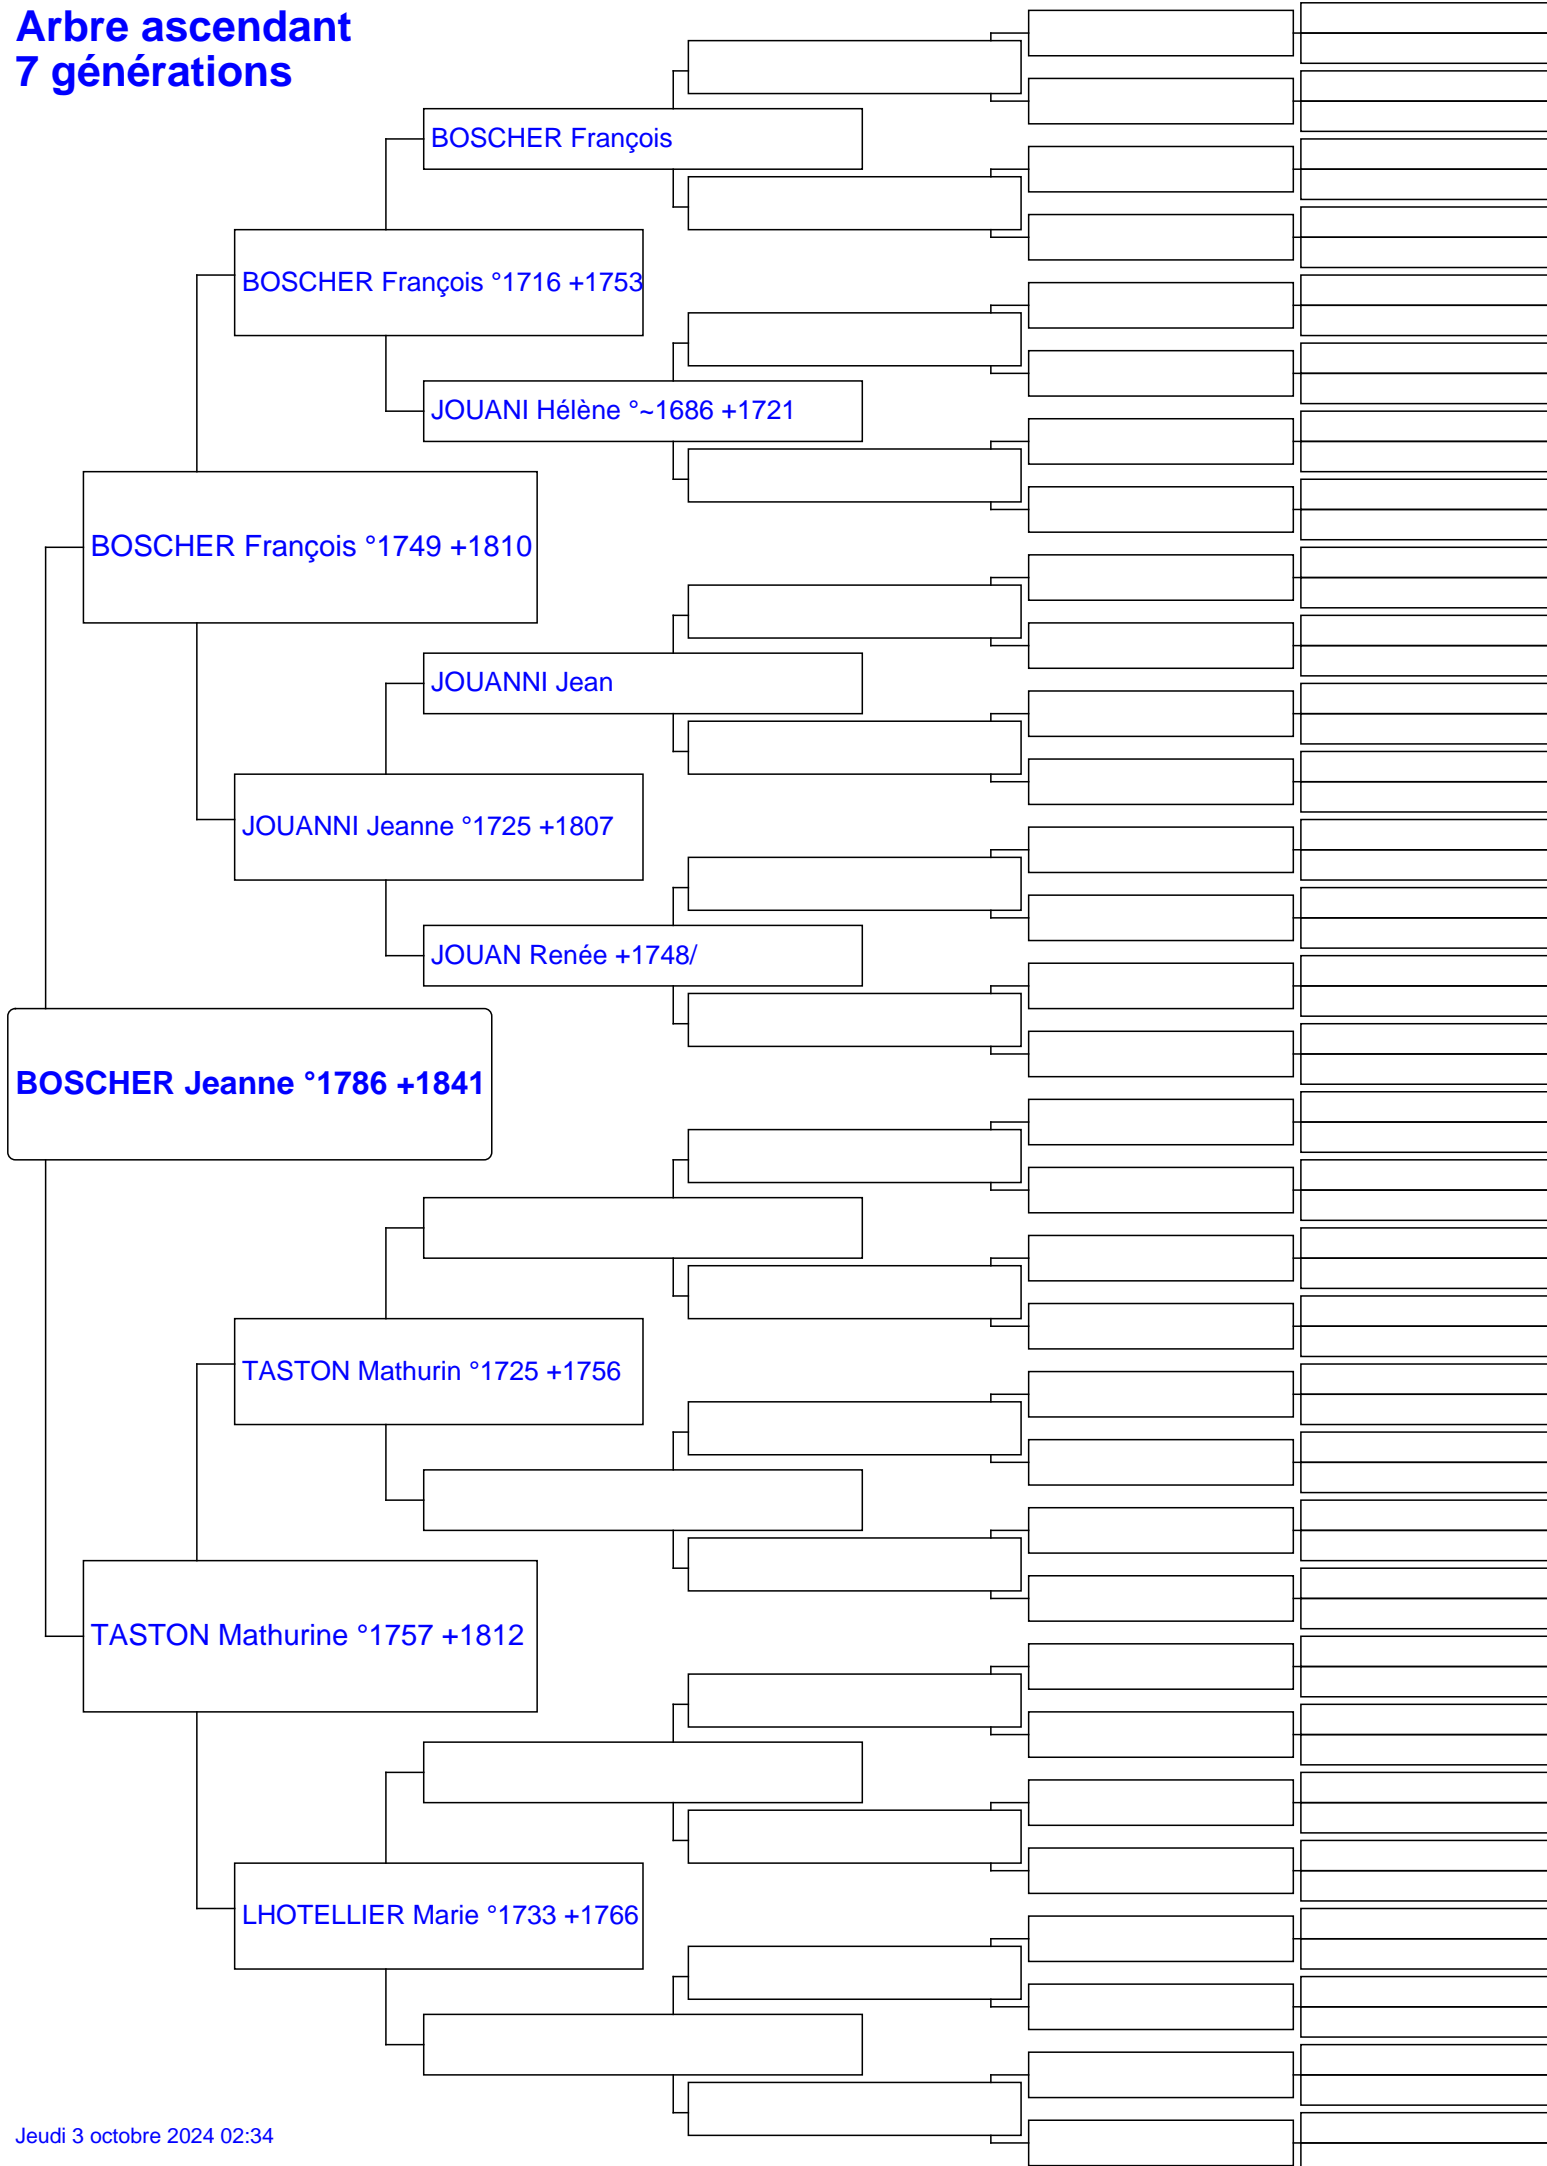 Arbre ascendant
7 générations
BOSCHER François
BOSCHER François °1716 +1753
JOUANI Hélène °~1686 +1721
BOSCHER François °1749 +1810
JOUANNI Jean
JOUANNI Jeanne °1725 +1807
JOUAN Renée +1748/
BOSCHER Jeanne °1786 +1841
TASTON Mathurin °1725 +1756
TASTON Mathurine °1757 +1812
LHOTELLIER Marie °1733 +1766
Jeudi 3 octobre 2024 02:34